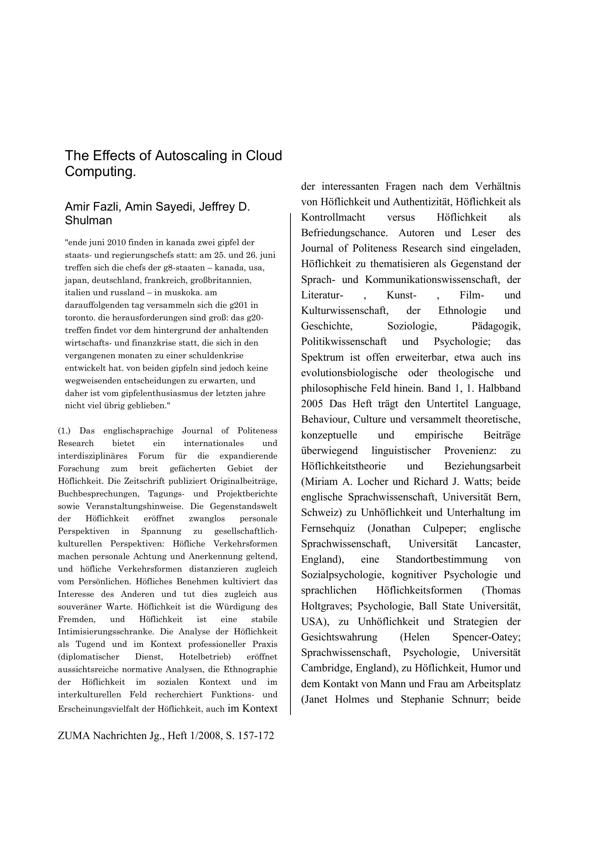 The Effects of Autoscaling in Cloud
Computing.
Amir Fazli, Amin Sayedi, Jeffrey D.
Shulman
"ende juni 2010 finden in kanada zwei gipfel der
staats- und regierungschefs statt: am 25. und 26. juni
treffen sich die chefs der g8-staaten – kanada, usa,
japan, deutschland, frankreich, großbritannien,
italien und russland – in muskoka. am
darauffolgenden tag versammeln sich die g201 in
toronto. die herausforderungen sind groß: das g20-
treffen findet vor dem hintergrund der anhaltenden
wirtschafts- und finanzkrise statt, die sich in den
vergangenen monaten zu einer schuldenkrise
entwickelt hat. von beiden gipfeln sind jedoch keine
wegweisenden entscheidungen zu erwarten, und
daher ist vom gipfelenthusiasmus der letzten jahre
nicht viel übrig geblieben."
(1.) Das englischsprachige Journal of Politeness
Research bietet ein internationales und
interdisziplinäres Forum für die expandierende
Forschung zum breit gefächerten Gebiet der
Höflichkeit. Die Zeitschrift publiziert Originalbeiträge,
Buchbesprechungen, Tagungs- und Projektberichte
sowie Veranstaltungshinweise. Die Gegenstandswelt
der Höflichkeit eröffnet zwanglos personale
Perspektiven in Spannung zu gesellschaftlich-
kulturellen Perspektiven: Höfliche Verkehrsformen
machen personale Achtung und Anerkennung geltend,
und höfliche Verkehrsformen distanzieren zugleich
vom Persönlichen. Höfliches Benehmen kultiviert das
Interesse des Anderen und tut dies zugleich aus
souveräner Warte. Höflichkeit ist die Würdigung des
Fremden, und Höflichkeit ist eine stabile
Intimisierungsschranke. Die Analyse der Höflichkeit
als Tugend und im Kontext professioneller Praxis
(diplomatischer Dienst, Hotelbetrieb) eröffnet
aussichtsreiche normative Analysen, die Ethnographie
der Höflichkeit im sozialen Kontext und im
interkulturellen Feld recherchiert Funktions- und
Erscheinungsvielfalt der Höflichkeit, auch im Kontext
der interessanten Fragen nach dem Verhältnis
von Höflichkeit und Authentizität, Höflichkeit als
Kontrollmacht versus Höflichkeit als
Befriedungschance. Autoren und Leser des
Journal of Politeness Research sind eingeladen,
Höflichkeit zu thematisieren als Gegenstand der
Sprach- und Kommunikationswissenschaft, der
Literatur- , Kunst- , Film- und
Kulturwissenschaft, der Ethnologie und
Geschichte, Soziologie, Pädagogik,
Politikwissenschaft und Psychologie; das
Spektrum ist offen erweiterbar, etwa auch ins
evolutionsbiologische oder theologische und
philosophische Feld hinein. Band 1, 1. Halbband
2005 Das Heft trägt den Untertitel Language,
Behaviour, Culture und versammelt theoretische,
konzeptuelle und empirische Beiträge
überwiegend linguistischer Provenienz: zu
Höflichkeitstheorie und Beziehungsarbeit
(Miriam A. Locher und Richard J. Watts; beide
englische Sprachwissenschaft, Universität Bern,
Schweiz) zu Unhöflichkeit und Unterhaltung im
Fernsehquiz (Jonathan Culpeper; englische
Sprachwissenschaft, Universität Lancaster,
England), eine Standortbestimmung von
Sozialpsychologie, kognitiver Psychologie und
sprachlichen Höflichkeitsformen (Thomas
Holtgraves; Psychologie, Ball State Universität,
USA), zu Unhöflichkeit und Strategien der
Gesichtswahrung (Helen Spencer-Oatey;
Sprachwissenschaft, Psychologie, Universität
Cambridge, England), zu Höflichkeit, Humor und
dem Kontakt von Mann und Frau am Arbeitsplatz
(Janet Holmes und Stephanie Schnurr; beide
ZUMA Nachrichten Jg., Heft 1/2008, S. 157-172